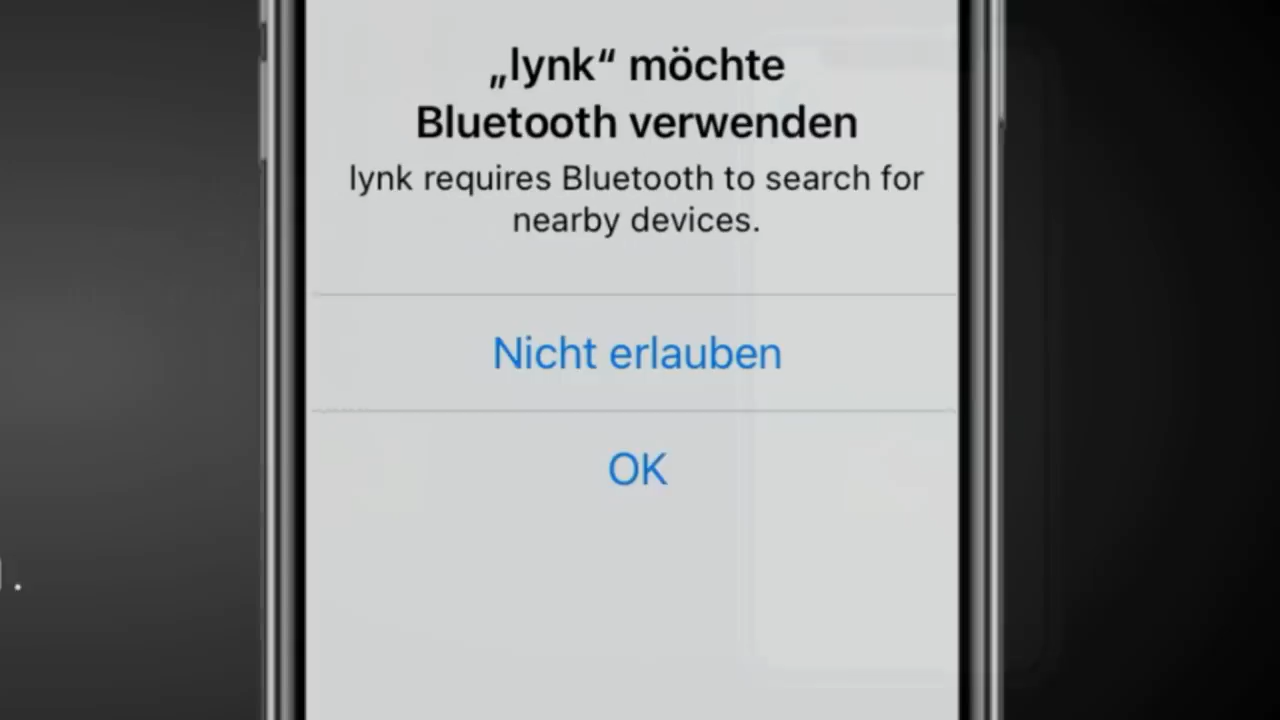 „lynk“ möchte
Bluetooth verwenden
lynk requires Bluetooth to search for
nearby devices.
Nicht erlauben
OK